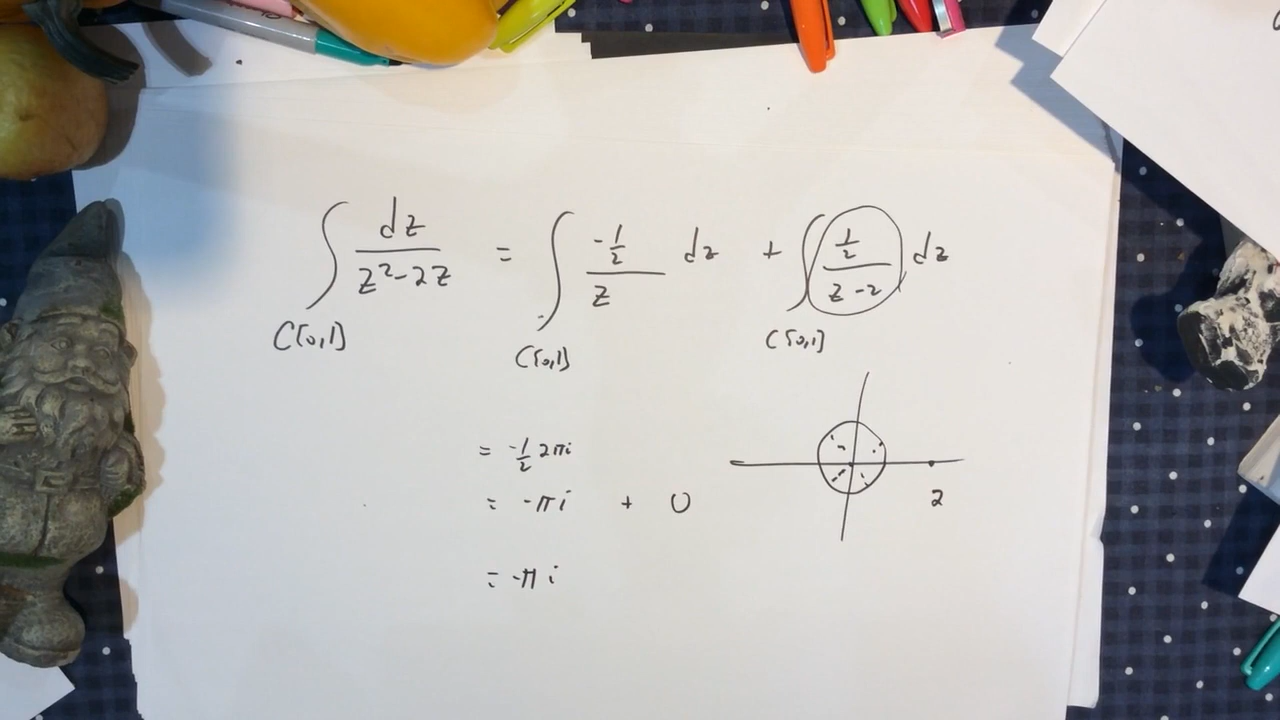 ∫ dz / z²-2z = ∫ -1/2 / z dz + ∫ 1/2 / z-2 dz
C[0,1] C[0,1] C[0,1]
= -1/2 2πi
= -πi + 0
2
= -πi